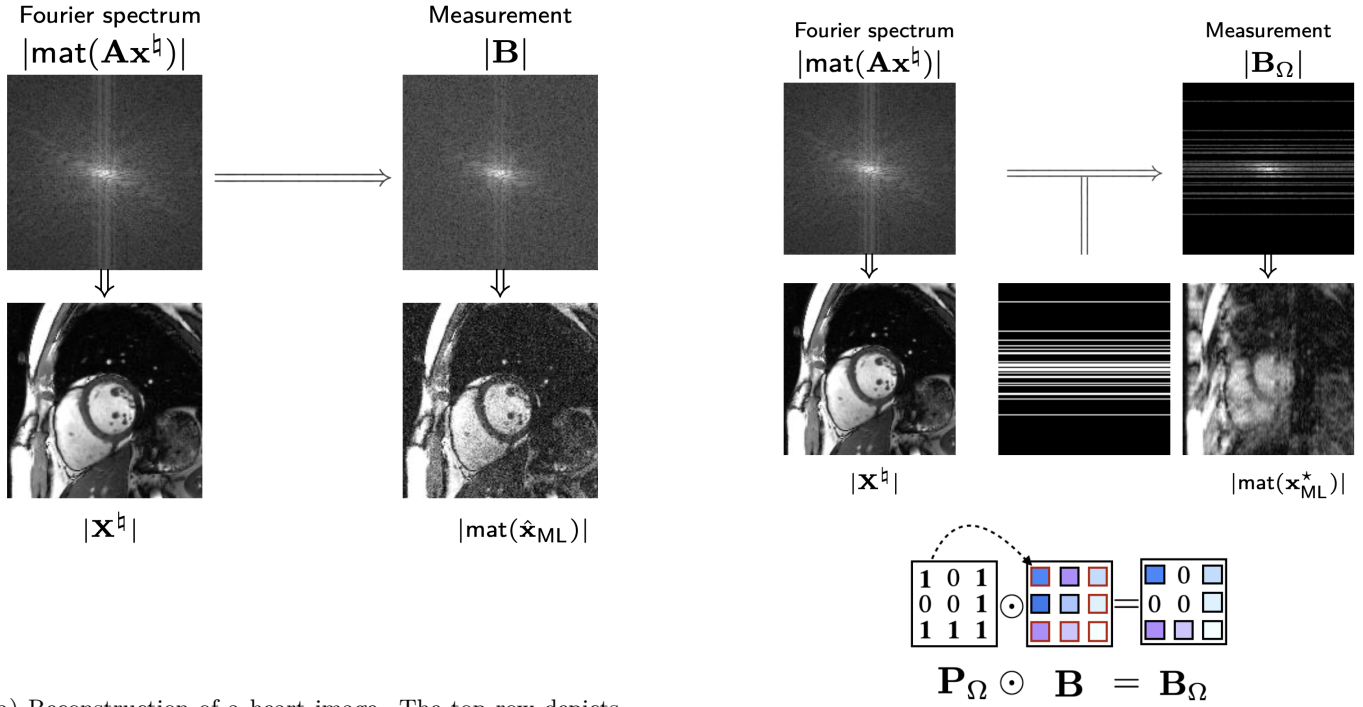 Fourier spectrum
|mat(Ax♮)|
Measurement
|B|
|X♮|
|mat(x̂ML)|
Fourier spectrum
|mat(Ax♮)|
Measurement
|BΩ|
|X♮|
|mat(x⋆ML)|
1 0 1
0 0 1
1 1 1
⊙
=
0
0 0
PΩ ⊙ B = BΩ
) Reconstruction of a heart image. The top row depicts